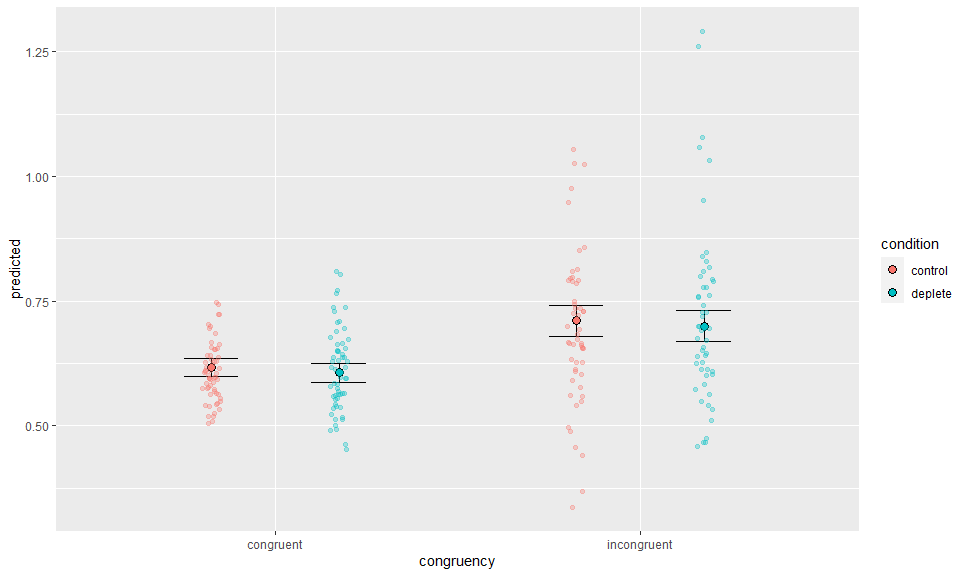 1.25
1.00
0.75
0.50
predicted
congruent
incongruent
congruency
condition
control
deplete